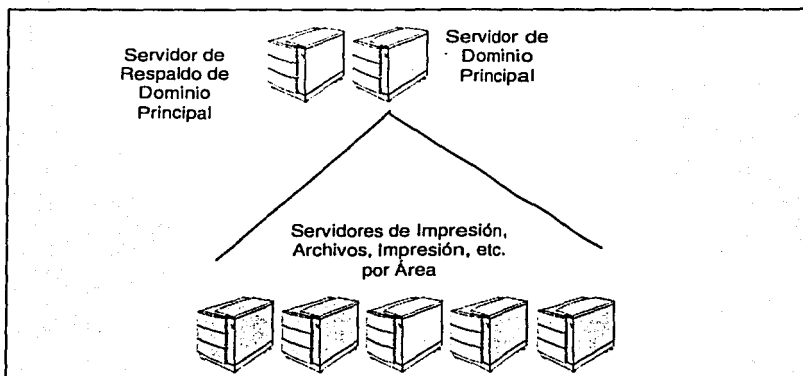 Servidor de
Respaldo de
Dominio
Principal
Servidor de
Dominio
Principal
Servidores de Impresión,
Archivos, Impresión, etc.
por Área